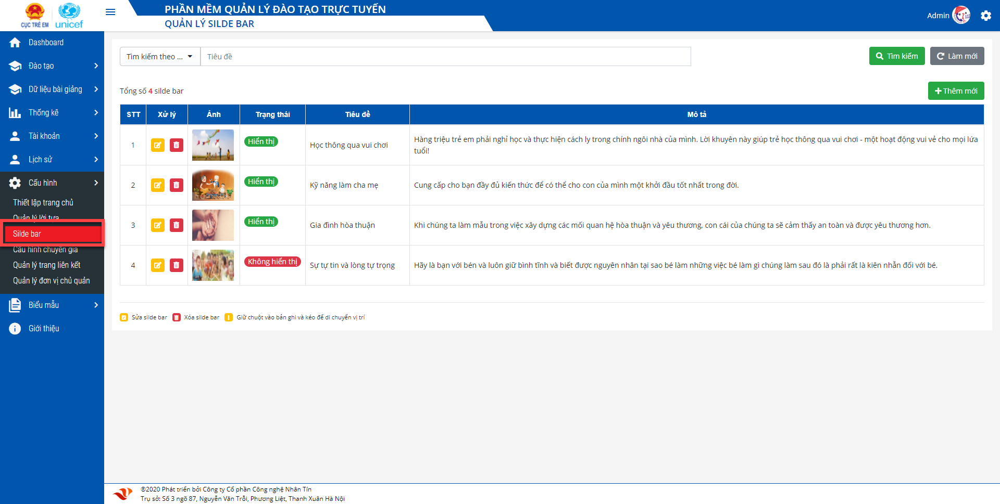 CỤC TRẺ EM
unicef
PHẦN MỀM QUẢN LÝ ĐÀO TẠO TRỰC TUYẾN
QUẢN LÝ SILDE BAR
Admin
Dashboard
Đào tạo
Dữ liệu bài giảng
Thống kê
Tài khoản
Lịch sử
Cấu hình
Thiết lập trang chủ
Quản lý lời tựa
Silde bar
Cấu hình chuyên gia
Quản lý trang liên kết
Quản lý đơn vị chủ quản
Biểu mẫu
Giới thiệu
Tìm kiếm theo ...
Tiêu đề
Tìm kiếm
Làm mới
Tổng số 4 silde bar
Thêm mới
STT Xử lý Ảnh Trạng thái Tiêu đề Mô tả
1 Hiển thị Học thông qua vui chơi Hàng triệu trẻ em phải nghỉ học và thực hiện cách ly trong chính ngôi nhà của mình. Lời khuyên này giúp trẻ học thông qua vui chơi - một hoạt động vui vẻ cho mọi lứa
tuổi!
2 Hiển thị Kỹ năng làm cha mẹ Cung cấp cho bạn đầy đủ kiến thức để có thể cho con của mình một khởi đầu tốt nhất trong đời.
3 Hiển thị Gia đình hòa thuận Khi chúng ta làm mẫu trong việc xây dựng các mối quan hệ hòa thuận và yêu thương, con cái của chúng ta sẽ cảm thấy an toàn và được yêu thương hơn.
4 Không hiển thị Sự tự tin và lòng tự trọng Hãy là bạn với bén và luôn giữ bình tĩnh và biết được nguyên nhân tại sao bé làm những việc bé làm gì chúng làm sau đó là phải rất là kiên nhẫn đối với bé.
Sửa silde bar Xóa silde bar Giữ chuột vào bản ghi và kéo để di chuyển vị trí
©2020 Phát triển bởi Công ty Cổ phần Công nghệ Nhân Tín
Trụ sở: Số 3 ngõ 87, Nguyễn Văn Trỗi, Phương Liệt, Thanh Xuân Hà Nội